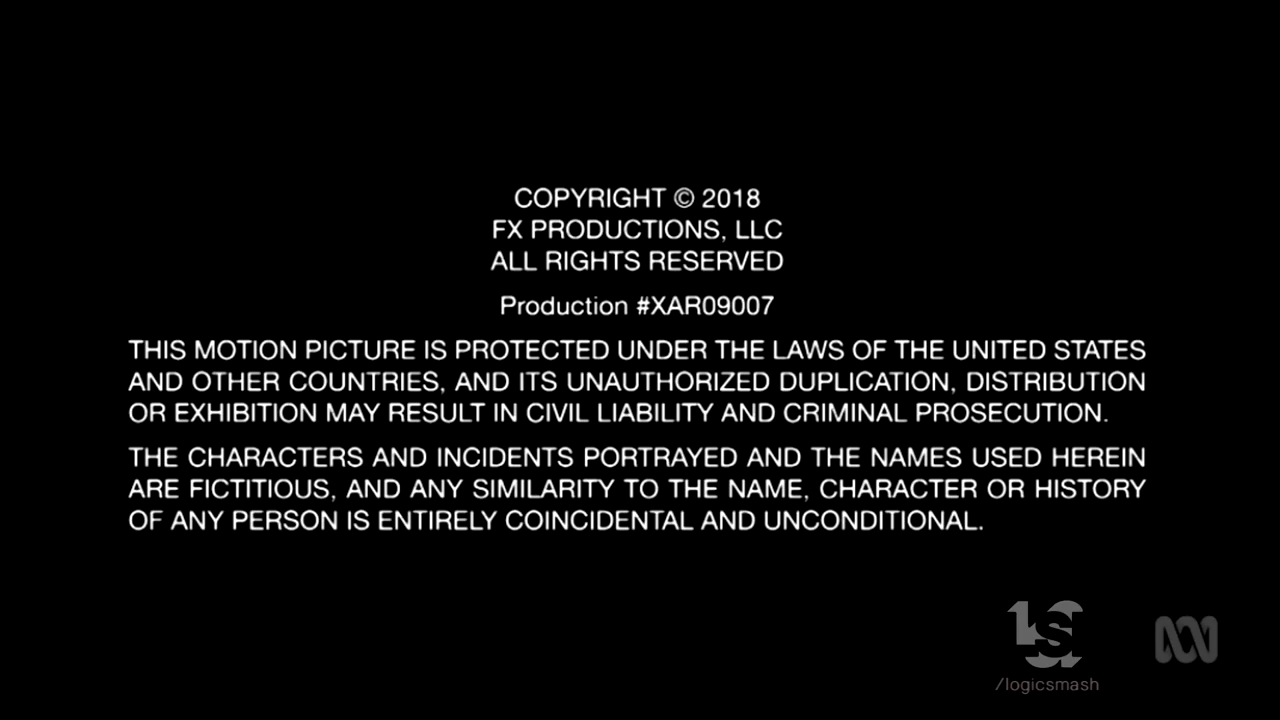 COPYRIGHT © 2018
FX PRODUCTIONS, LLC
ALL RIGHTS RESERVED
Production #XAR09007
THIS MOTION PICTURE IS PROTECTED UNDER THE LAWS OF THE UNITED STATES
AND OTHER COUNTRIES, AND ITS UNAUTHORIZED DUPLICATION, DISTRIBUTION
OR EXHIBITION MAY RESULT IN CIVIL LIABILITY AND CRIMINAL PROSECUTION.
THE CHARACTERS AND INCIDENTS PORTRAYED AND THE NAMES USED HEREIN
ARE FICTITIOUS, AND ANY SIMILARITY TO THE NAME, CHARACTER OR HISTORY
OF ANY PERSON IS ENTIRELY COINCIDENTAL AND UNCONDITIONAL.
LS
/logicsmash